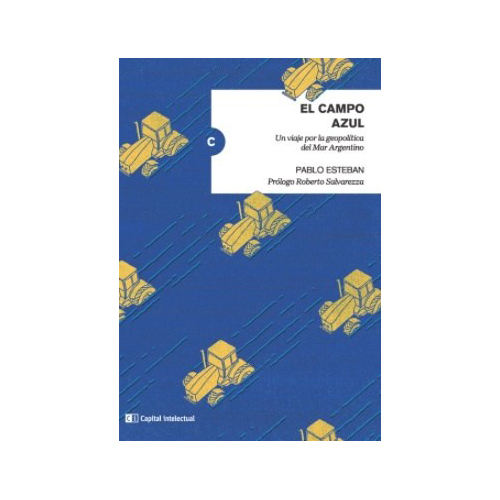 EL CAMPO
AZUL
Un viaje por la geopolítica
del Mar Argentino
C
PABLO ESTEBAN
Prólogo Roberto Salvarezza
CI Capital intelectual